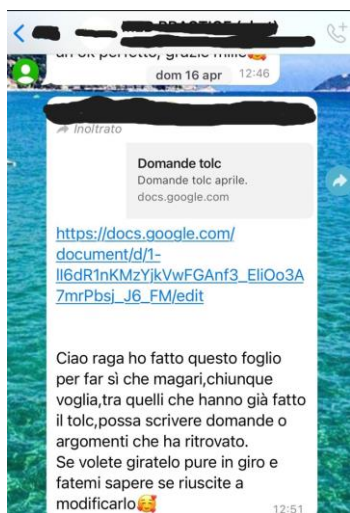 un ok perfetto, grazie mille🥰
dom 16 apr 12:46
Inoltrato
Domande tolc
Domande tolc aprile.
docs.google.com
https://docs.google.com/
document/d/1-
II6dR1nKMzYjkVwFGAnf3_EliOo3A
7mrPbsj_J6_FM/edit
Ciao raga ho fatto questo foglio
per far sì che magari,chiunque
voglia,tra quelli che hanno già fatto
il tolc,possa scrivere domande o
argomenti che ha ritrovato.
Se volete giratelo pure in giro e
fatemi sapere se riuscite a
modificarlo🥰
12:51